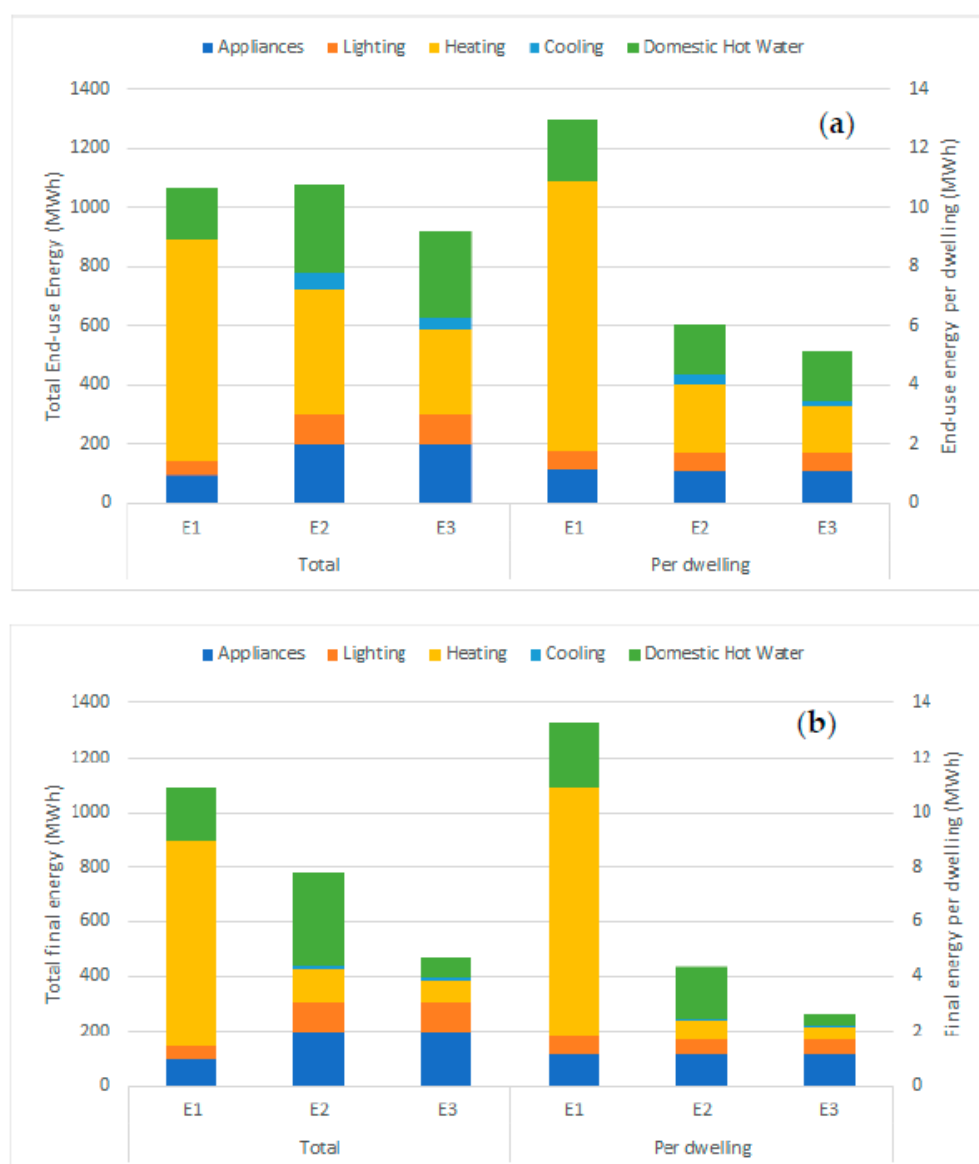 Appliances Lighting Heating Cooling Domestic Hot Water
(a)
Total End-use Energy (MWh)
1400
1200
1000
800
600
400
200
0
14
12
10
8
6
4
2
0
End-use energy per dwelling (MWh)
E1 E2 E3 E1 E2 E3
Total Per dwelling
Appliances Lighting Heating Cooling Domestic Hot Water
(b)
Total final energy (MWh)
1400
1200
1000
800
600
400
200
0
14
12
10
8
6
4
2
0
Final energy per dwelling (MWh)
E1 E2 E3 E1 E2 E3
Total Per dwelling